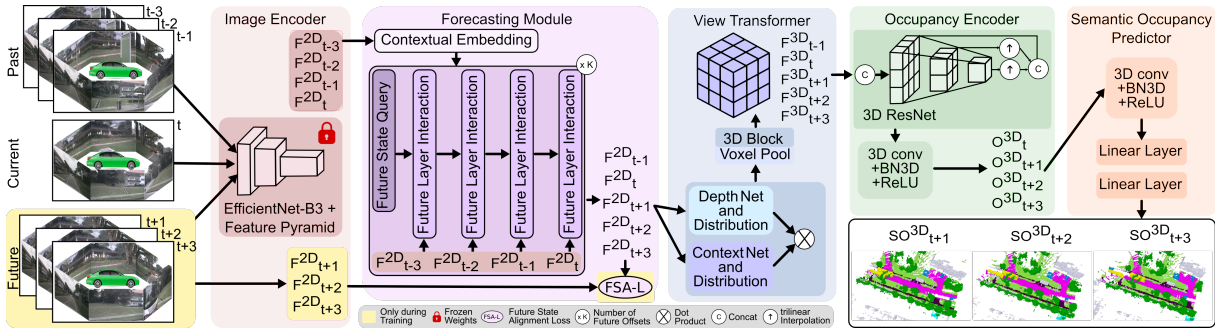 Past
t-3
t-2
t-1
Current
t
Future
t+1
t+2
t+3
Image Encoder
F²ᴰt-3
F²ᴰt-2
F²ᴰt-1
F²ᴰt
EfficientNet-B3 +
Feature Pyramid
F²ᴰt+1
F²ᴰt+2
F²ᴰt+3
Forecasting Module
Contextual Embedding
x K
Future State Query
Future Layer Interaction
Future Layer Interaction
Future Layer Interaction
Future Layer Interaction
F²ᴰt-3
F²ᴰt-2
F²ᴰt-1
F²ᴰt
F²ᴰt-1
F²ᴰt
F²ᴰt+1
F²ᴰt+2
F²ᴰt+3
FSA-L
View Transformer
F³ᴰt-1
F³ᴰt
F³ᴰt+1
F³ᴰt+2
F³ᴰt+3
3D Block
Voxel Pool
Depth Net
and
Distribution
ContextNet
and
Distribution
Occupancy Encoder
C
C
3D ResNet
3D conv
+BN3D
+ReLU
O³ᴰt
O³ᴰt+1
O³ᴰt+2
O³ᴰt+3
Semantic Occupancy
Predictor
3D conv
+BN3D
+ReLU
Linear Layer
Linear Layer
SO³ᴰt+1
SO³ᴰt+2
SO³ᴰt+3
Only during
Training
Frozen
Weights
FSA-L
Future State
Alignment Loss
x K
Number of
Future Offsets
Dot
Product
C
Concat
trilinear
Interpolation